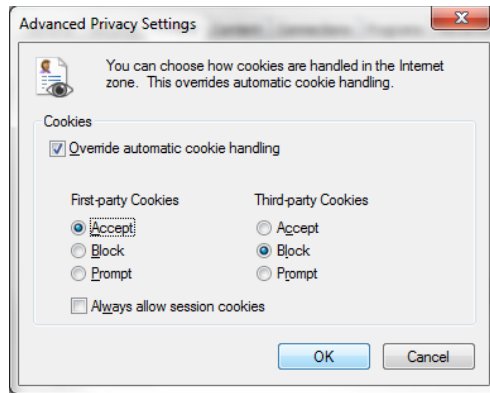 Advanced Privacy Settings
You can choose how cookies are handled in the Internet
zone. This overrides automatic cookie handling.
Cookies
Override automatic cookie handling
First-party Cookies Third-party Cookies
Accept Accept
Block Block
Prompt Prompt
Always allow session cookies
OK Cancel